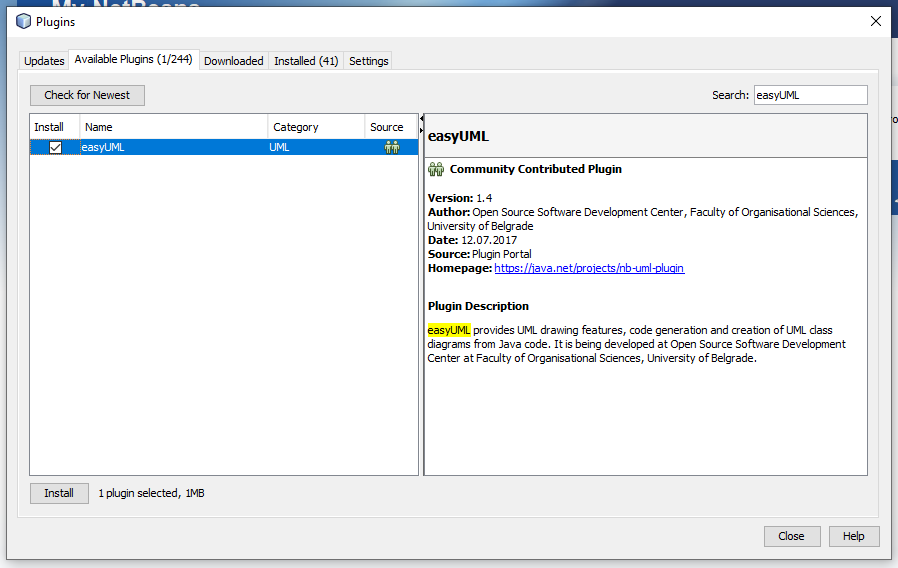 My NetBeans
Plugins
Updates Available Plugins (1/244) Downloaded Installed (41) Settings
Check for Newest
Search: easyUML
Install Name Category Source
easyUML UML
easyUML
Community Contributed Plugin
Version: 1.4
Author: Open Source Software Development Center, Faculty of Organisational Sciences,
University of Belgrade
Date: 12.07.2017
Source: Plugin Portal
Homepage: https://java.net/projects/nb-uml-plugin
Plugin Description
easyUML provides UML drawing features, code generation and creation of UML class
diagrams from Java code. It is being developed at Open Source Software Development
Center at Faculty of Organisational Sciences, University of Belgrade.
Install 1 plugin selected, 1MB
Close Help